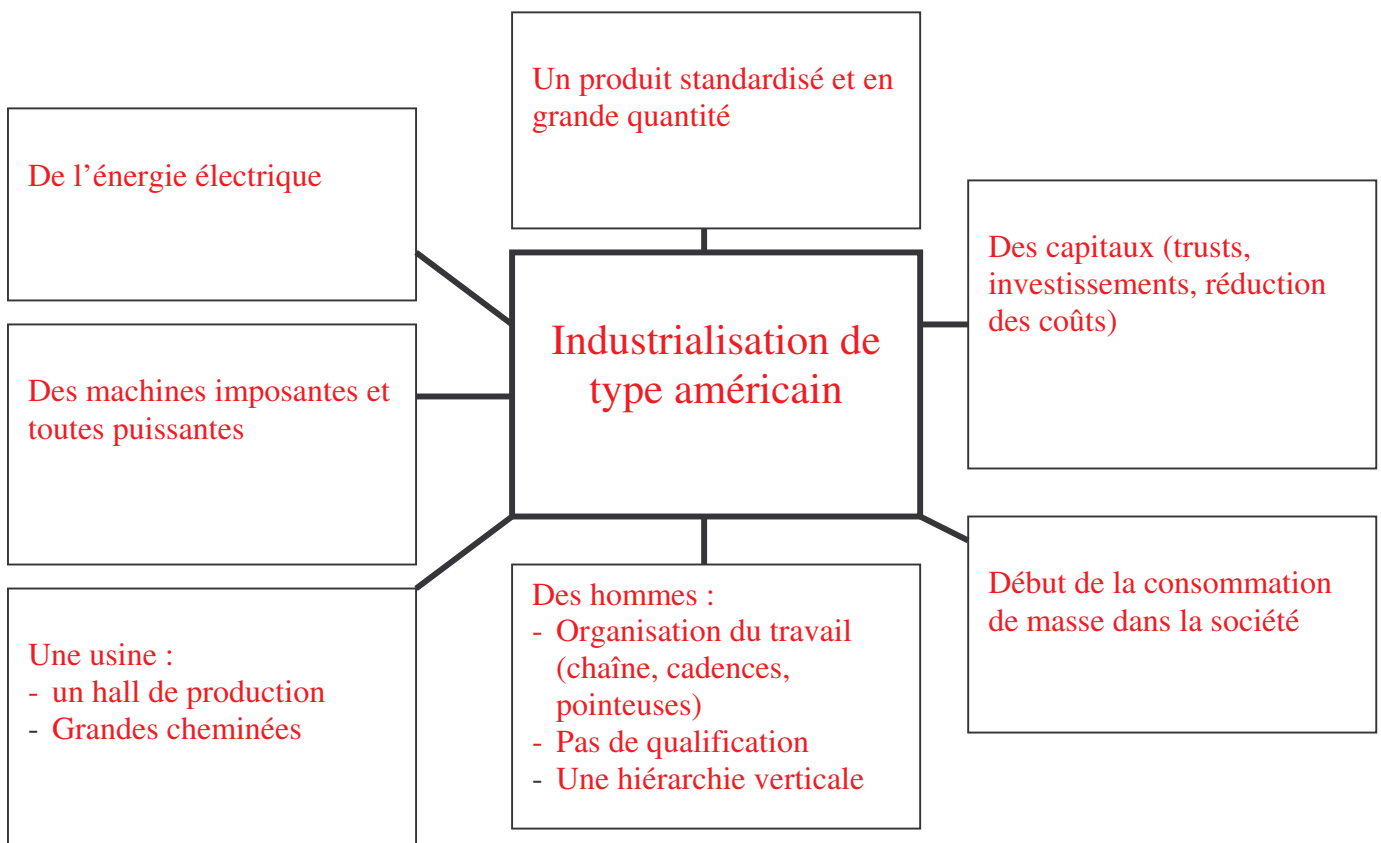 Un produit standardisé et en
grande quantité
De l’énergie électrique
Des capitaux (trusts,
investissements, réduction
des coûts)
Industrialisation de
type américain
Des machines imposantes et
toutes puissantes
Début de la consommation
de masse dans la société
Une usine :
- un hall de production
- Grandes cheminées
Des hommes :
- Organisation du travail
(chaîne, cadences,
pointeuses)
- Pas de qualification
- Une hiérarchie verticale